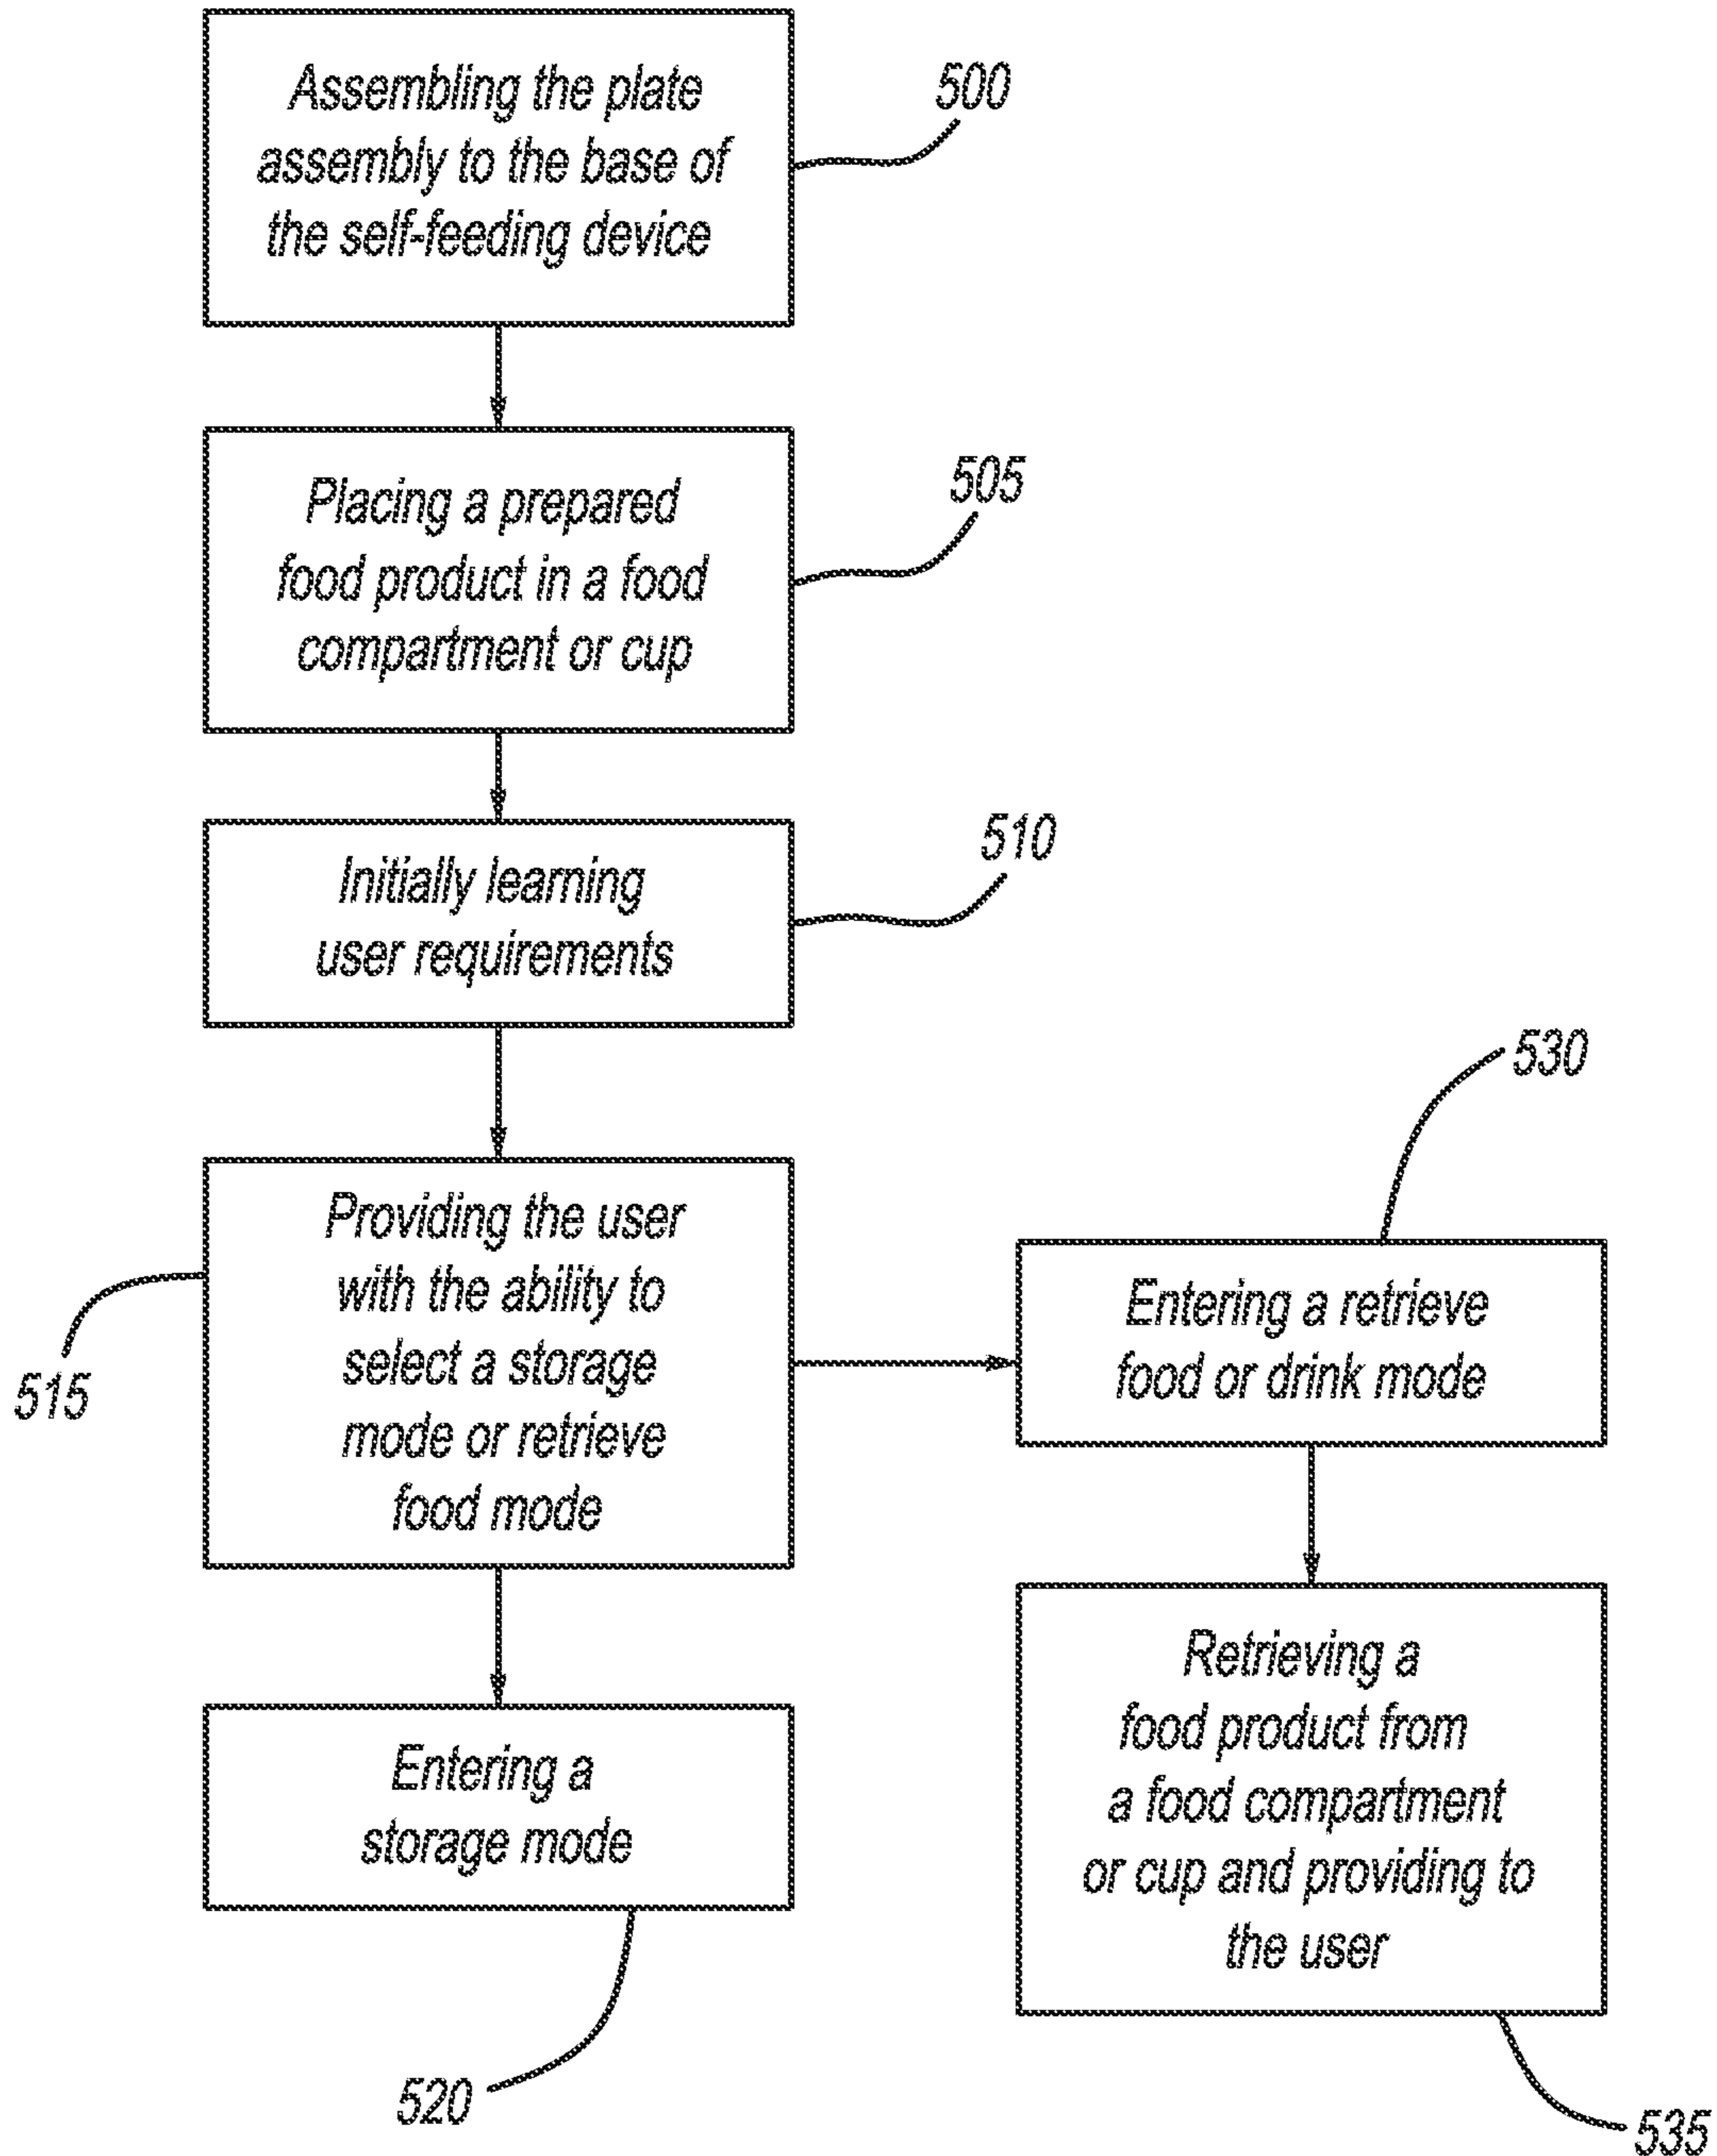 Assembling the plate
assembly to the base of
the self-feeding device
500
Placing a prepared
food product in a food
compartment or cup
505
Initially learning
user requirements
510
Providing the user
with the ability to
select a storage
mode or retrieve
food mode
515
Entering a retrieve
food or drink mode
530
Entering a
storage mode
520
Retrieving a
food product from
a food compartment
or cup and providing to
the user
535